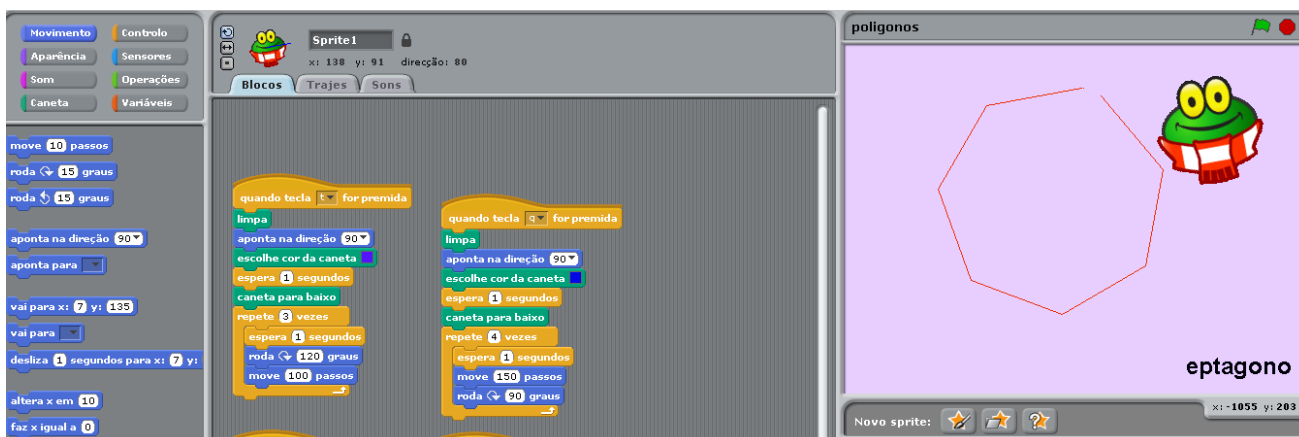 Movimento Controlo
Aparência Sensores
Som Operações
Caneta Variáveis
move 10 passos
roda 15 graus
roda 15 graus
aponta na direção 90
aponta para
vai para x: 7 y: 135
vai para
desliza 1 segundos para x: 7 y:
altera x em 10
faz x igual a 0
Sprite1
x: 138 y: 91 direcção: 80
Blocos Trajes Sons
quando tecla t for premida
limpa
aponta na direção 90
escolhe cor da caneta
espera 1 segundos
caneta para baixo
repete 3 vezes
espera 1 segundos
roda 120 graus
move 100 passos
quando tecla q for premida
limpa
aponta na direção 90
escolhe cor da caneta
espera 1 segundos
caneta para baixo
repete 4 vezes
espera 1 segundos
move 150 passos
roda 90 graus
poligonos
eptagono
x: -1055 y: 203
Novo sprite: